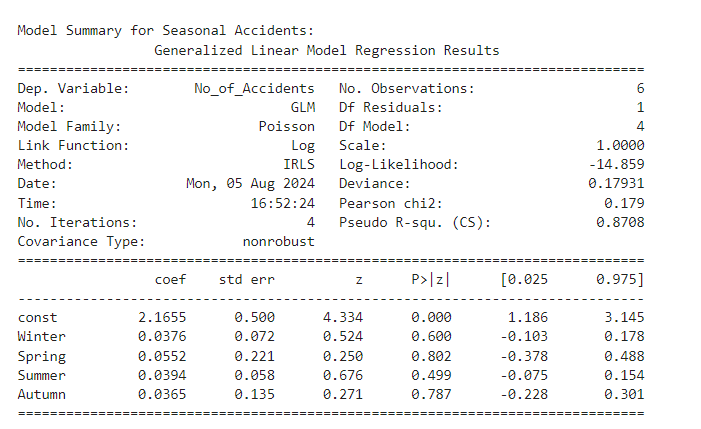 Model Summary for Seasonal Accidents:
Generalized Linear Model Regression Results
==============================================================================
Dep. Variable: No_of_Accidents No. Observations: 6
Model: GLM Df Residuals: 1
Model Family: Poisson Df Model: 4
Link Function: Log Scale: 1.0000
Method: IRLS Log-Likelihood: -14.859
Date: Mon, 05 Aug 2024 Deviance: 0.17931
Time: 16:52:24 Pearson chi2: 0.179
No. Iterations: 4 Pseudo R-squ. (CS): 0.8708
Covariance Type: nonrobust
==============================================================================
coef std err z P>|z| [0.025 0.975]
------------------------------------------------------------------------------
const 2.1655 0.500 4.334 0.000 1.186 3.145
Winter 0.0376 0.072 0.524 0.600 -0.103 0.178
Spring 0.0552 0.221 0.250 0.802 -0.378 0.488
Summer 0.0394 0.058 0.676 0.499 -0.075 0.154
Autumn 0.0365 0.135 0.271 0.787 -0.228 0.301
==============================================================================